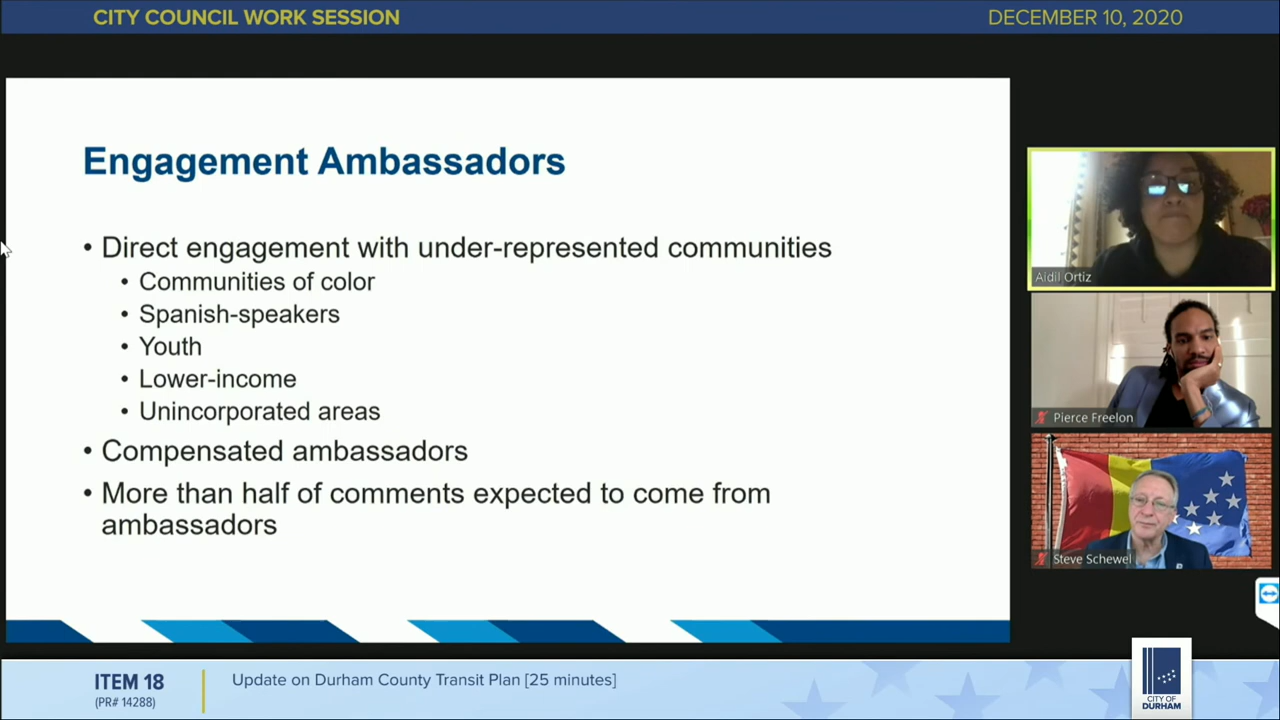 CITY COUNCIL WORK SESSION
DECEMBER 10, 2020
Engagement Ambassadors
• Direct engagement with under-represented communities
• Communities of color
• Spanish-speakers
• Youth
• Lower-income
• Unincorporated areas
• Compensated ambassadors
• More than half of comments expected to come from
ambassadors
Aidil Ortiz
Pierce Freelon
Steve Schewel
ITEM 18
(PR# 14288)
Update on Durham County Transit Plan [25 minutes]
CITY OF
DURHAM